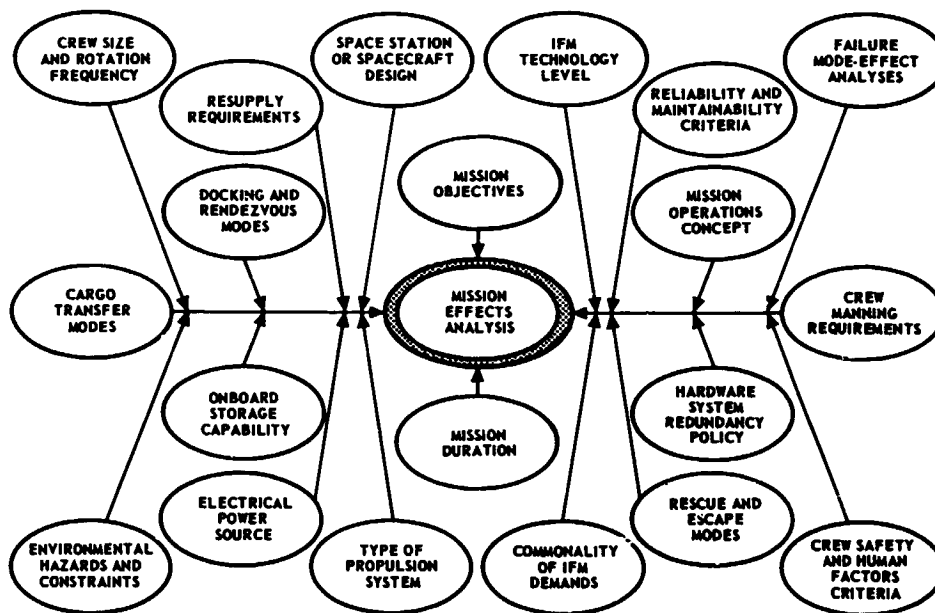 CREW SIZE
AND ROTATION
FREQUENCY
SPACE STATION
OR SPACECRAFT
DESIGN
IFM
TECHNOLOGY
LEVEL
FAILURE
MODE-EFFECT
ANALYSES
RESUPPLY
REQUIREMENTS
RELIABILITY AND
MAINTAINABILITY
CRITERIA
MISSION
OBJECTIVES
DOCKING AND
RENDEZVOUS
MODES
MISSION
OPERATIONS
CONCEPT
CARGO
TRANSFER
MODES
MISSION
EFFECTS
ANALYSIS
CREW
MANNING
REQUIREMENTS
ONBOARD
STORAGE
CAPABILITY
MISSION
DURATION
HARDWARE
SYSTEM
REDUNDANCY
POLICY
ELECTRICAL
POWER
SOURCE
RESCUE AND
ESCAPE
MODES
ENVIRONMENTAL
HAZARDS AND
CONSTRAINTS
TYPE OF
PROPULSION
SYSTEM
COMMONALITY
OF IFM
DEMANDS
CREW SAFETY
AND HUMAN
FACTORS
CRITERIA